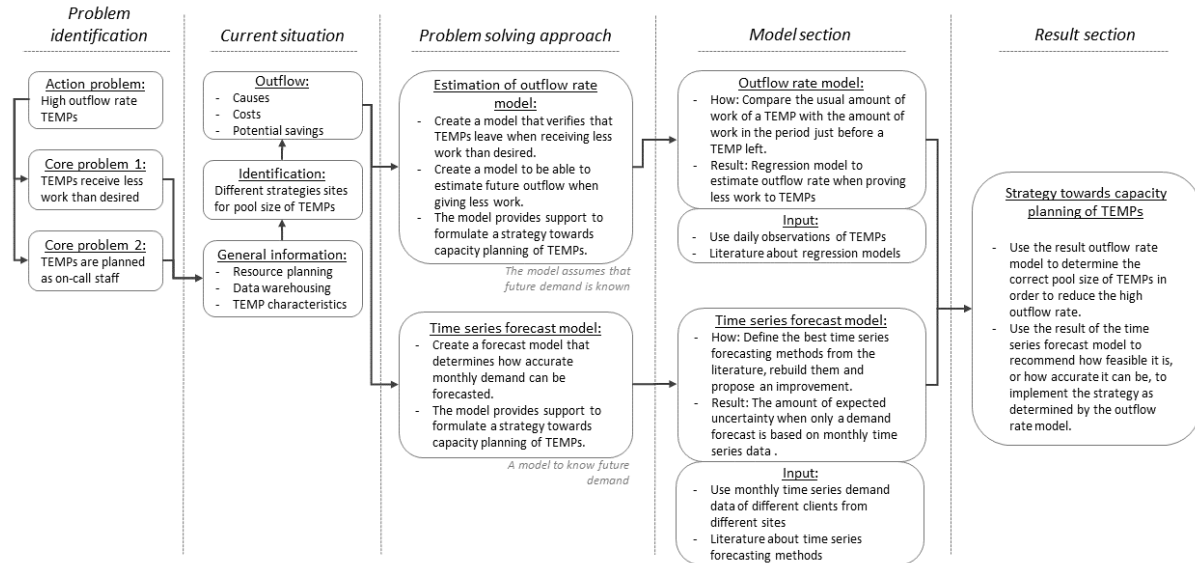 Problem
identification
Current situation
Problem solving approach
Model section
Result section
Action problem:
High outflow rate
TEMPs
Core problem 1:
TEMPs receive less
work than desired
Core problem 2:
TEMPs are planned
as on-call staff
Outflow:
- Causes
- Costs
- Potential savings
Identification:
Different strategies sites
for pool size of TEMPs
General information:
- Resource planning
- Data warehousing
- TEMP characteristics
Estimation of outflow rate
model:
- Create a model that verifies that
TEMPs leave when receiving less
work than desired.
- Create a model to be able to
estimate future outflow when
giving less work.
- The model provides support to
formulate a strategy towards
capacity planning of TEMPs.
The model assumes that
future demand is known
Time series forecast model:
- Create a forecast model that
determines how accurate
monthly demand can be
forecasted.
- The model provides support to
formulate a strategy towards
capacity planning of TEMPs.
A model to know future
demand
Outflow rate model:
- How: Compare the usual amount of
work of a TEMP with the amount of
work in the period just before a
TEMP left.
- Result: Regression model to
estimate outflow rate when proving
less work to TEMPs
Input:
- Use daily observations of TEMPs
- Literature about regression models
Time series forecast model:
- How: Define the best time series
forecasting methods from the
literature, rebuild them and
propose an improvement.
- Result: The amount of expected
uncertainty when only a demand
forecast is based on monthly time
series data .
Input:
- Use monthly time series demand
data of different clients from
different sites
- Literature about time series
forecasting methods
Strategy towards capacity
planning of TEMPs
- Use the result outflow rate
model to determine the
correct pool size of TEMPs in
order to reduce the high
outflow rate.
- Use the result of the time
series forecast model to
recommend how feasible it is,
or how accurate it can be, to
implement the strategy as
determined by the outflow
rate model.